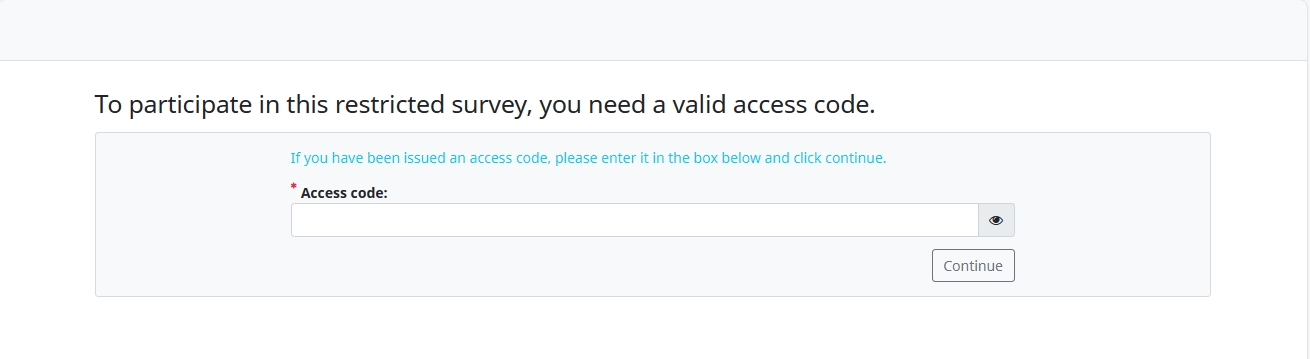 To participate in this restricted survey, you need a valid access code.
If you have been issued an access code, please enter it in the box below and click continue.
* Access code:
Continue